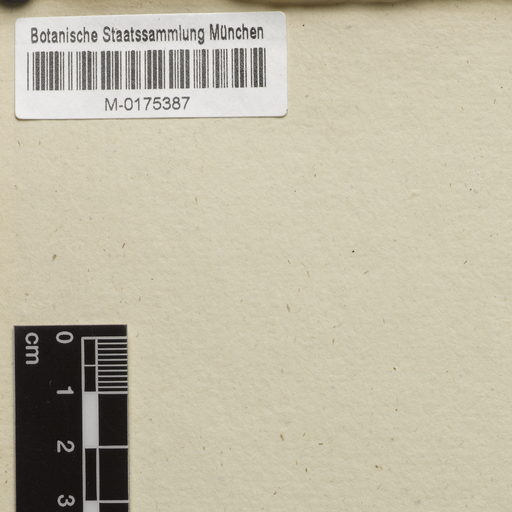 Botanische Staatssammlung München
M-0175387
cm
0
1
2
3